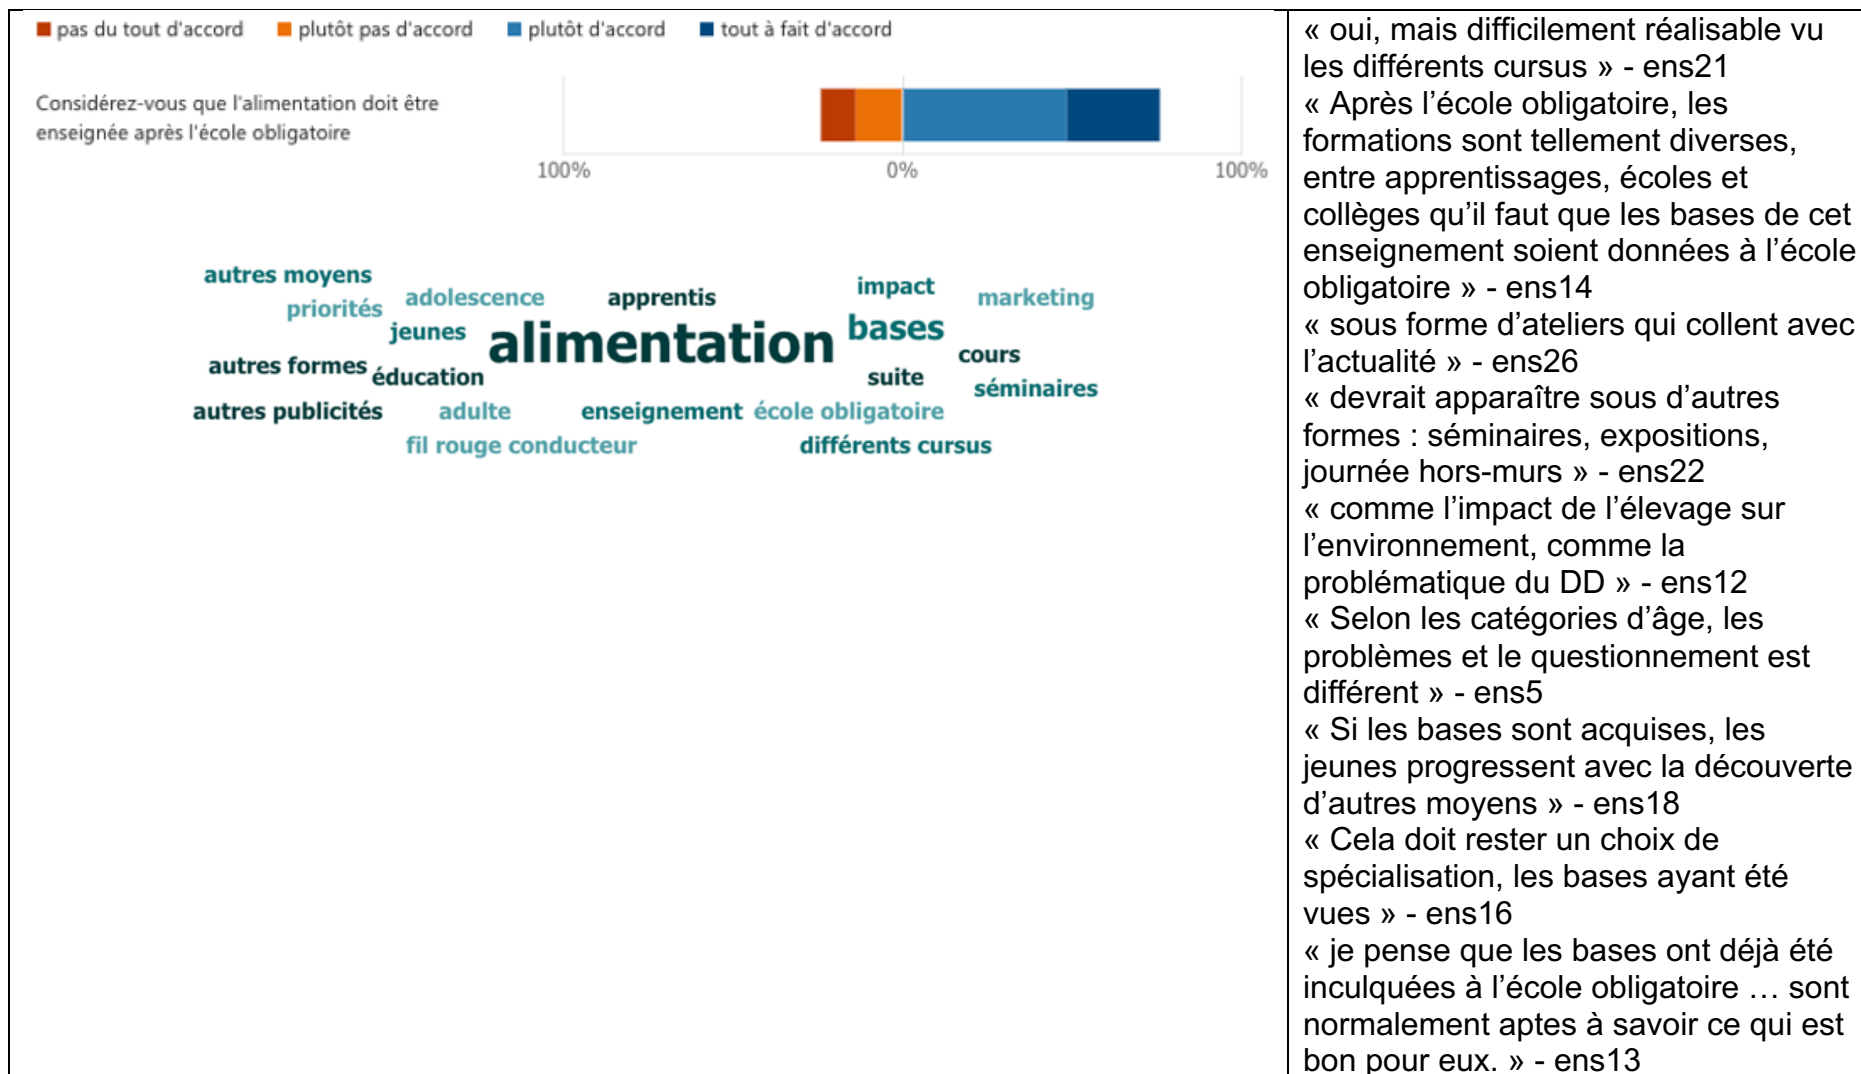 pas du tout d'accord plutôt pas d'accord plutôt d'accord tout à fait d'accord
Considérez-vous que l'alimentation doit être
enseignée après l'école obligatoire
100% 0% 100%
autres moyens
priorités
adolescence
apprentis
impact
marketing
jeunes
alimentation
bases
autres formes
éducation
suite
cours
séminaires
autres publicités
adulte
enseignement
école obligatoire
fil rouge conducteur
différents cursus
« oui, mais difficilement réalisable vu
les différents cursus » - ens21
« Après l’école obligatoire, les
formations sont tellement diverses,
entre apprentissages, écoles et
collèges qu’il faut que les bases de cet
enseignement soient données à l’école
obligatoire » - ens14
« sous forme d’ateliers qui collent avec
l’actualité » - ens26
« devrait apparaître sous d’autres
formes : séminaires, expositions,
journée hors-murs » - ens22
« comme l’impact de l’élevage sur
l’environnement, comme la
problématique du DD » - ens12
« Selon les catégories d’âge, les
problèmes et le questionnement est
différent » - ens5
« Si les bases sont acquises, les
jeunes progressent avec la découverte
d’autres moyens » - ens18
« Cela doit rester un choix de
spécialisation, les bases ayant été
vues » - ens16
« je pense que les bases ont déjà été
inculquées à l’école obligatoire … sont
normalement aptes à savoir ce qui est
bon pour eux. » - ens13